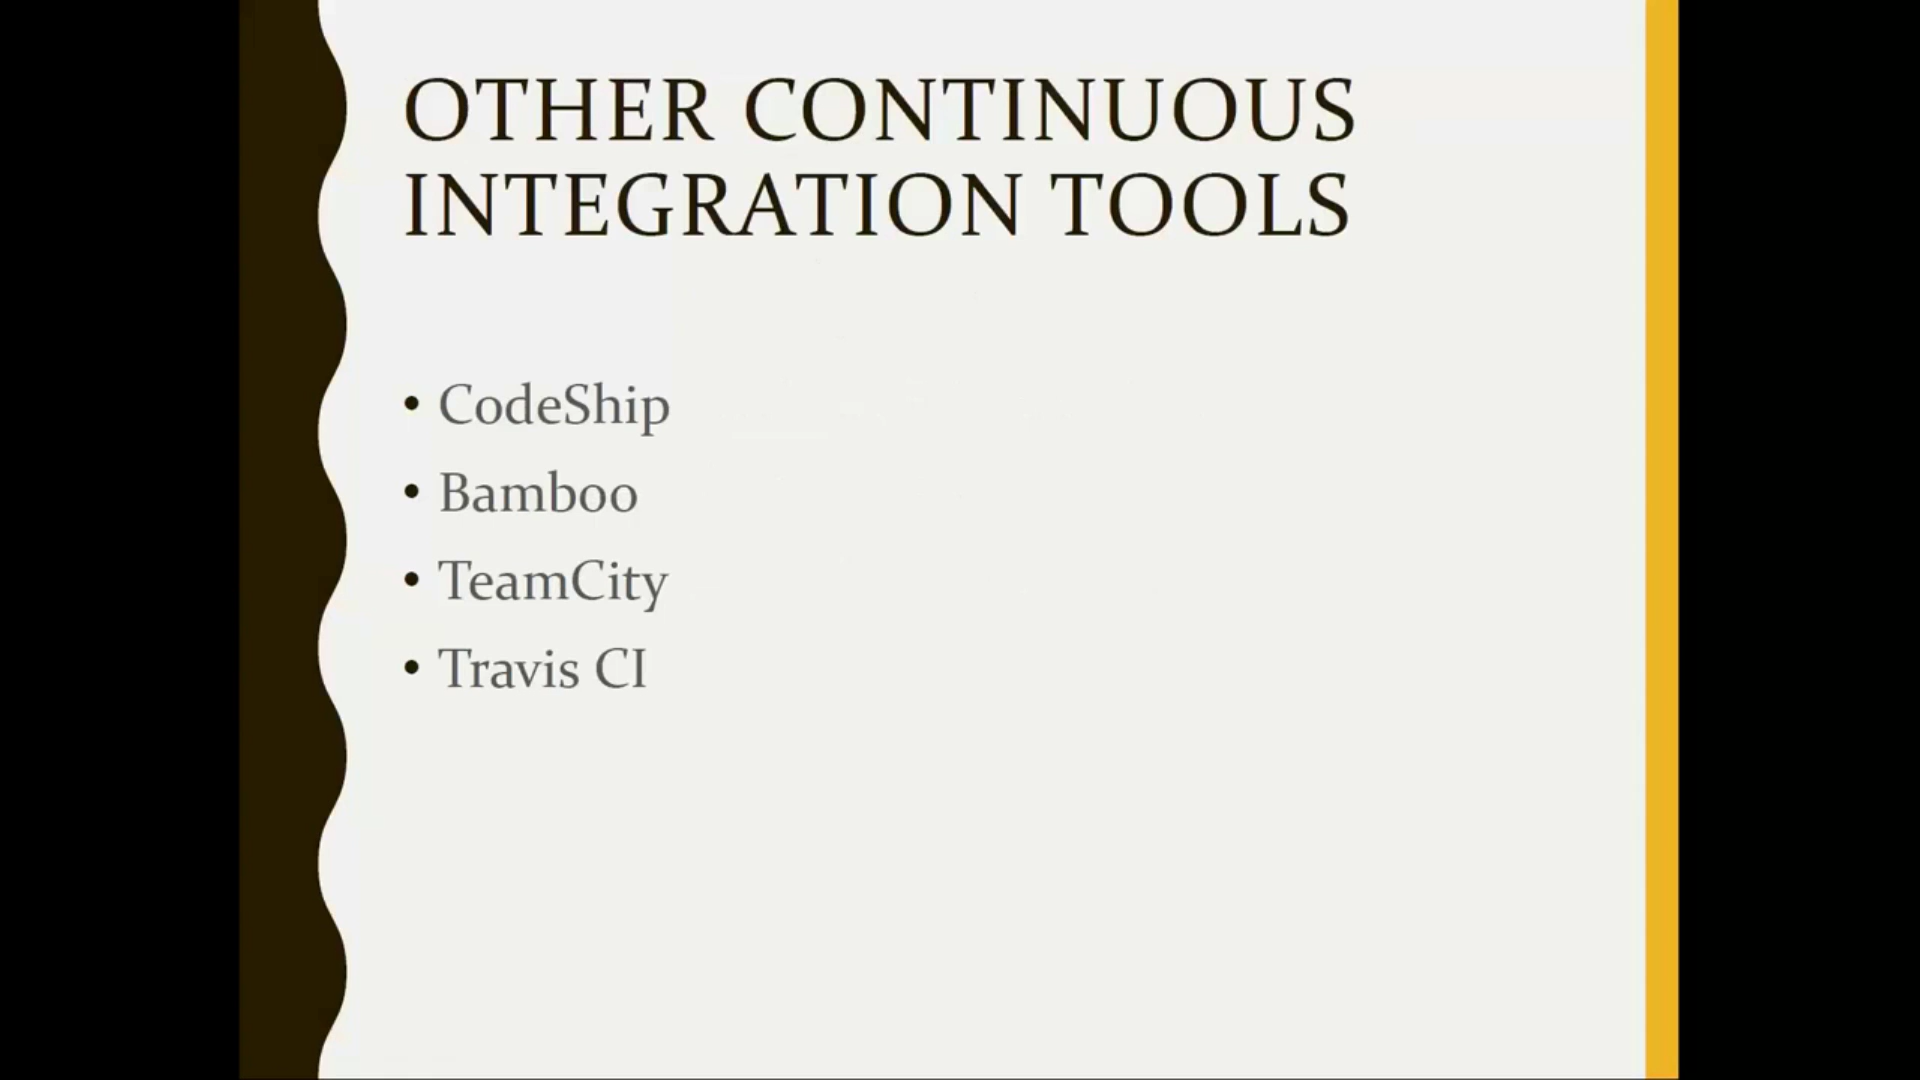 OTHER CONTINUOUS
INTEGRATION TOOLS
• CodeShip
• Bamboo
• TeamCity
• Travis CI